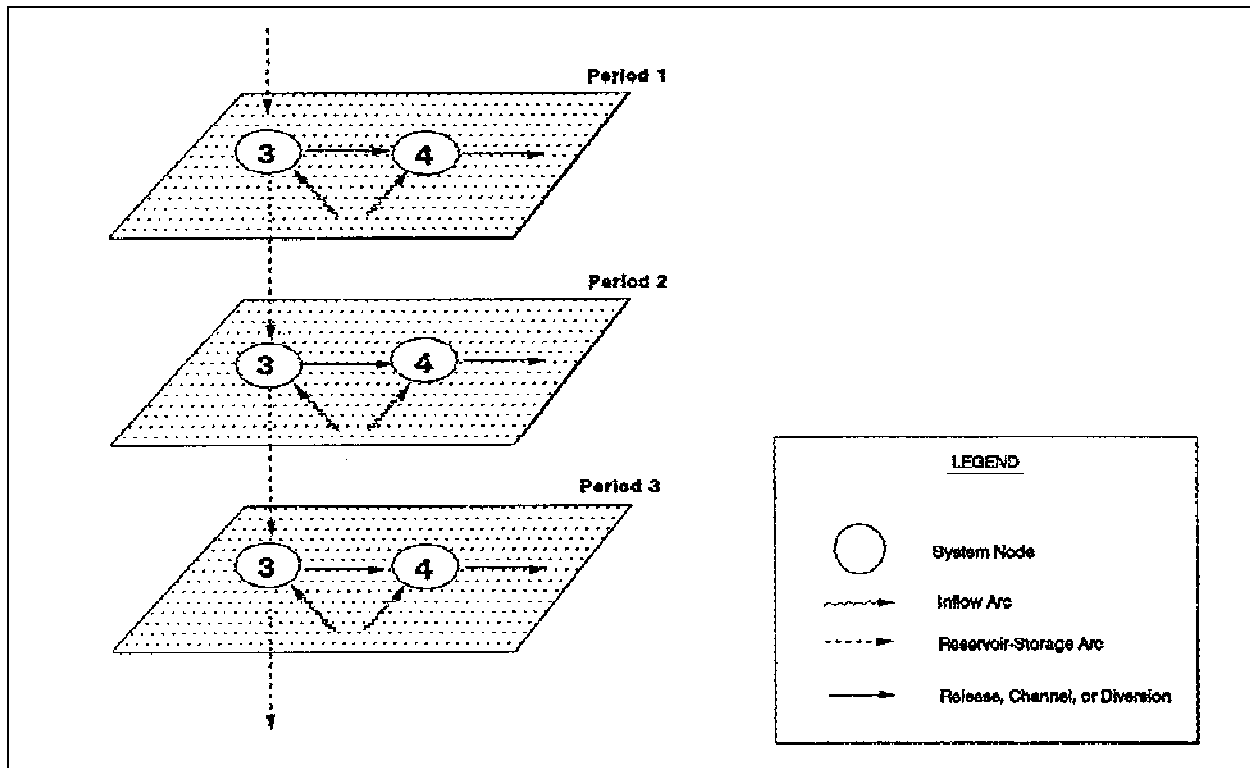 Period 1
3
4
Period 2
3
4
Period 3
3
4
LEGEND
System Node
Inflow Arc
Reservoir-Storage Arc
Release, Channel, or Diversion